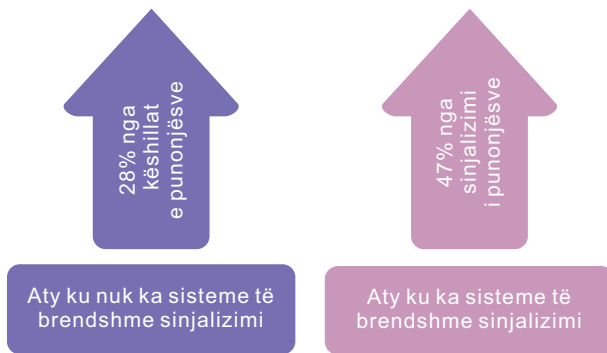 28% nga
këshillat
e punonjësve
47% nga
sinjalizimi
i punonjësve
Aty ku nuk ka sisteme të
brendshme sinjalizimi
Aty ku ka sisteme të
brendshme sinjalizimi